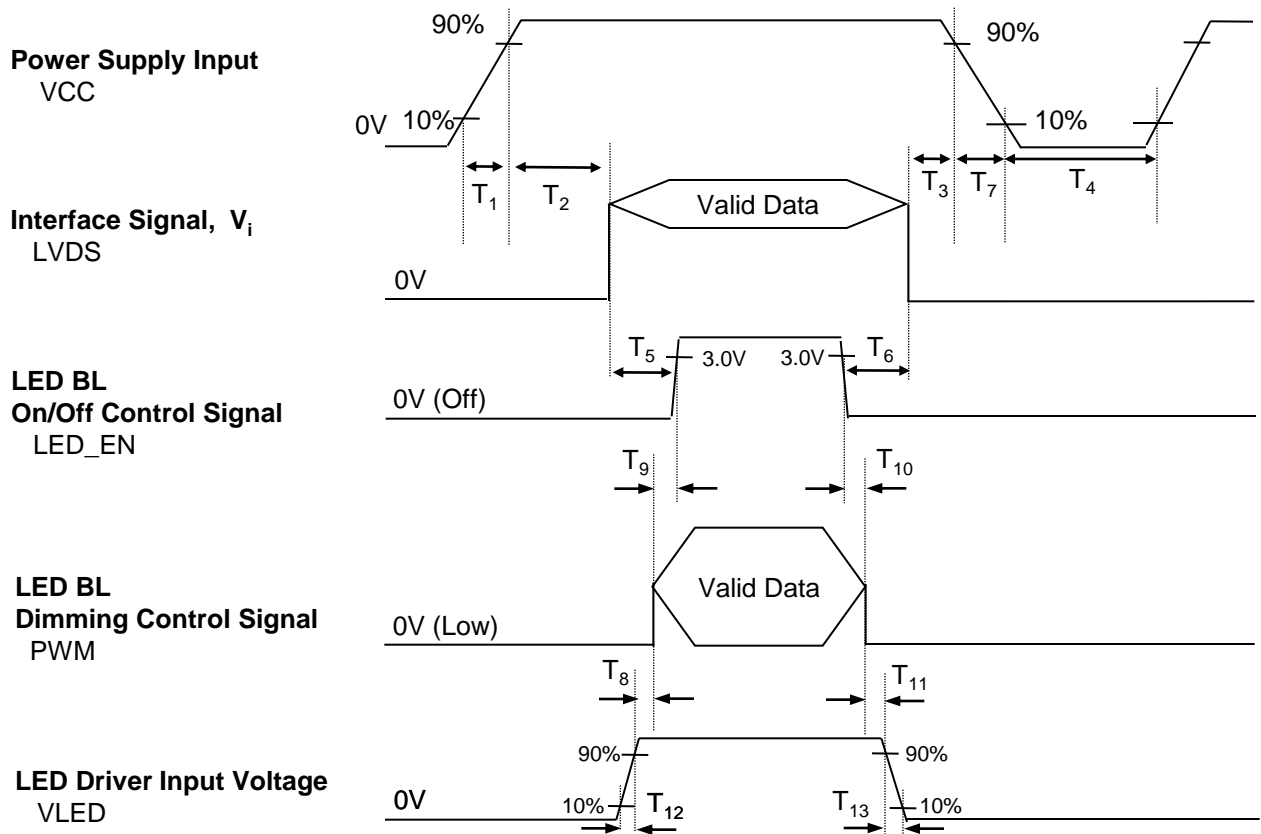 90%
90%
Power Supply Input
VCC
0V
10%
10%
T1
T2
T3
T7
T4
Interface Signal, Vi
LVDS
Valid Data
0V
T5
3.0V
3.0V
T6
LED BL
On/Off Control Signal
LED_EN
0V (Off)
T9
T10
LED BL
Dimming Control Signal
PWM
Valid Data
0V (Low)
T8
T11
90%
90%
LED Driver Input Voltage
VLED
0V
10%
T12
T13
10%